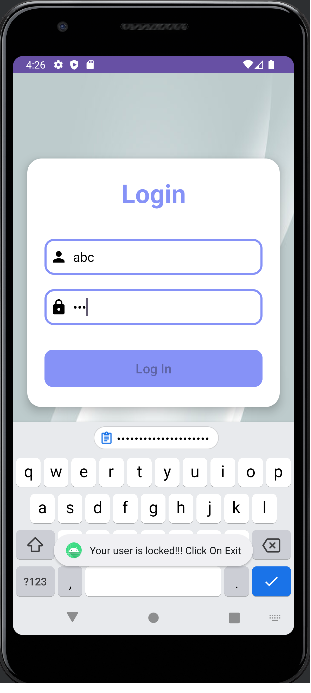 4:26
Login
abc
•••
Log In
•••••••••••••••••••••
q w e r t y u i o p
a s d f g h j k l
Your user is locked!!! Click On Exit
?123 , .